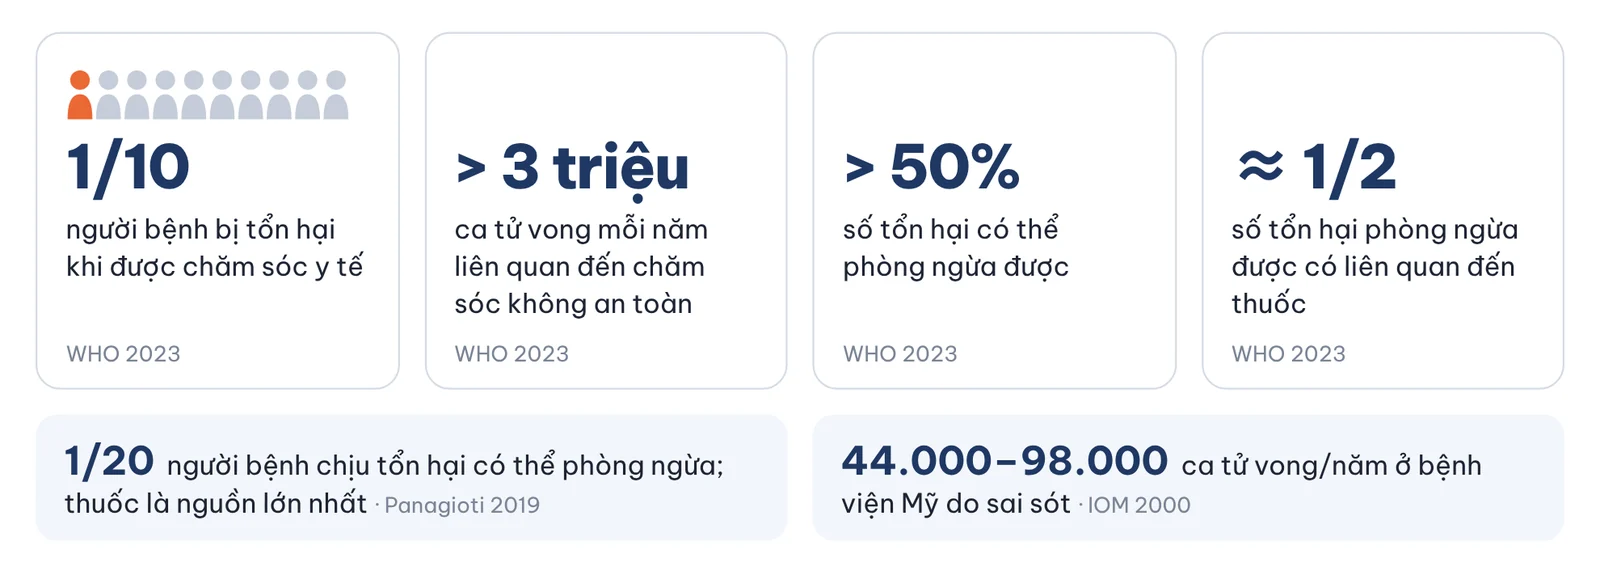 1/10
người bệnh bị tổn hại
khi được chăm sóc y tế
WHO 2023
> 3 triệu
ca tử vong mỗi năm
liên quan đến chăm
sóc không an toàn
WHO 2023
> 50%
số tổn hại có thể
phòng ngừa được
WHO 2023
≈ 1/2
số tổn hại phòng ngừa
được có liên quan đến
thuốc
WHO 2023
1/20 người bệnh chịu tổn hại có thể phòng ngừa;
thuốc là nguồn lớn nhất · Panagioti 2019
44.000–98.000 ca tử vong/năm ở bệnh
viện Mỹ do sai sót · IOM 2000